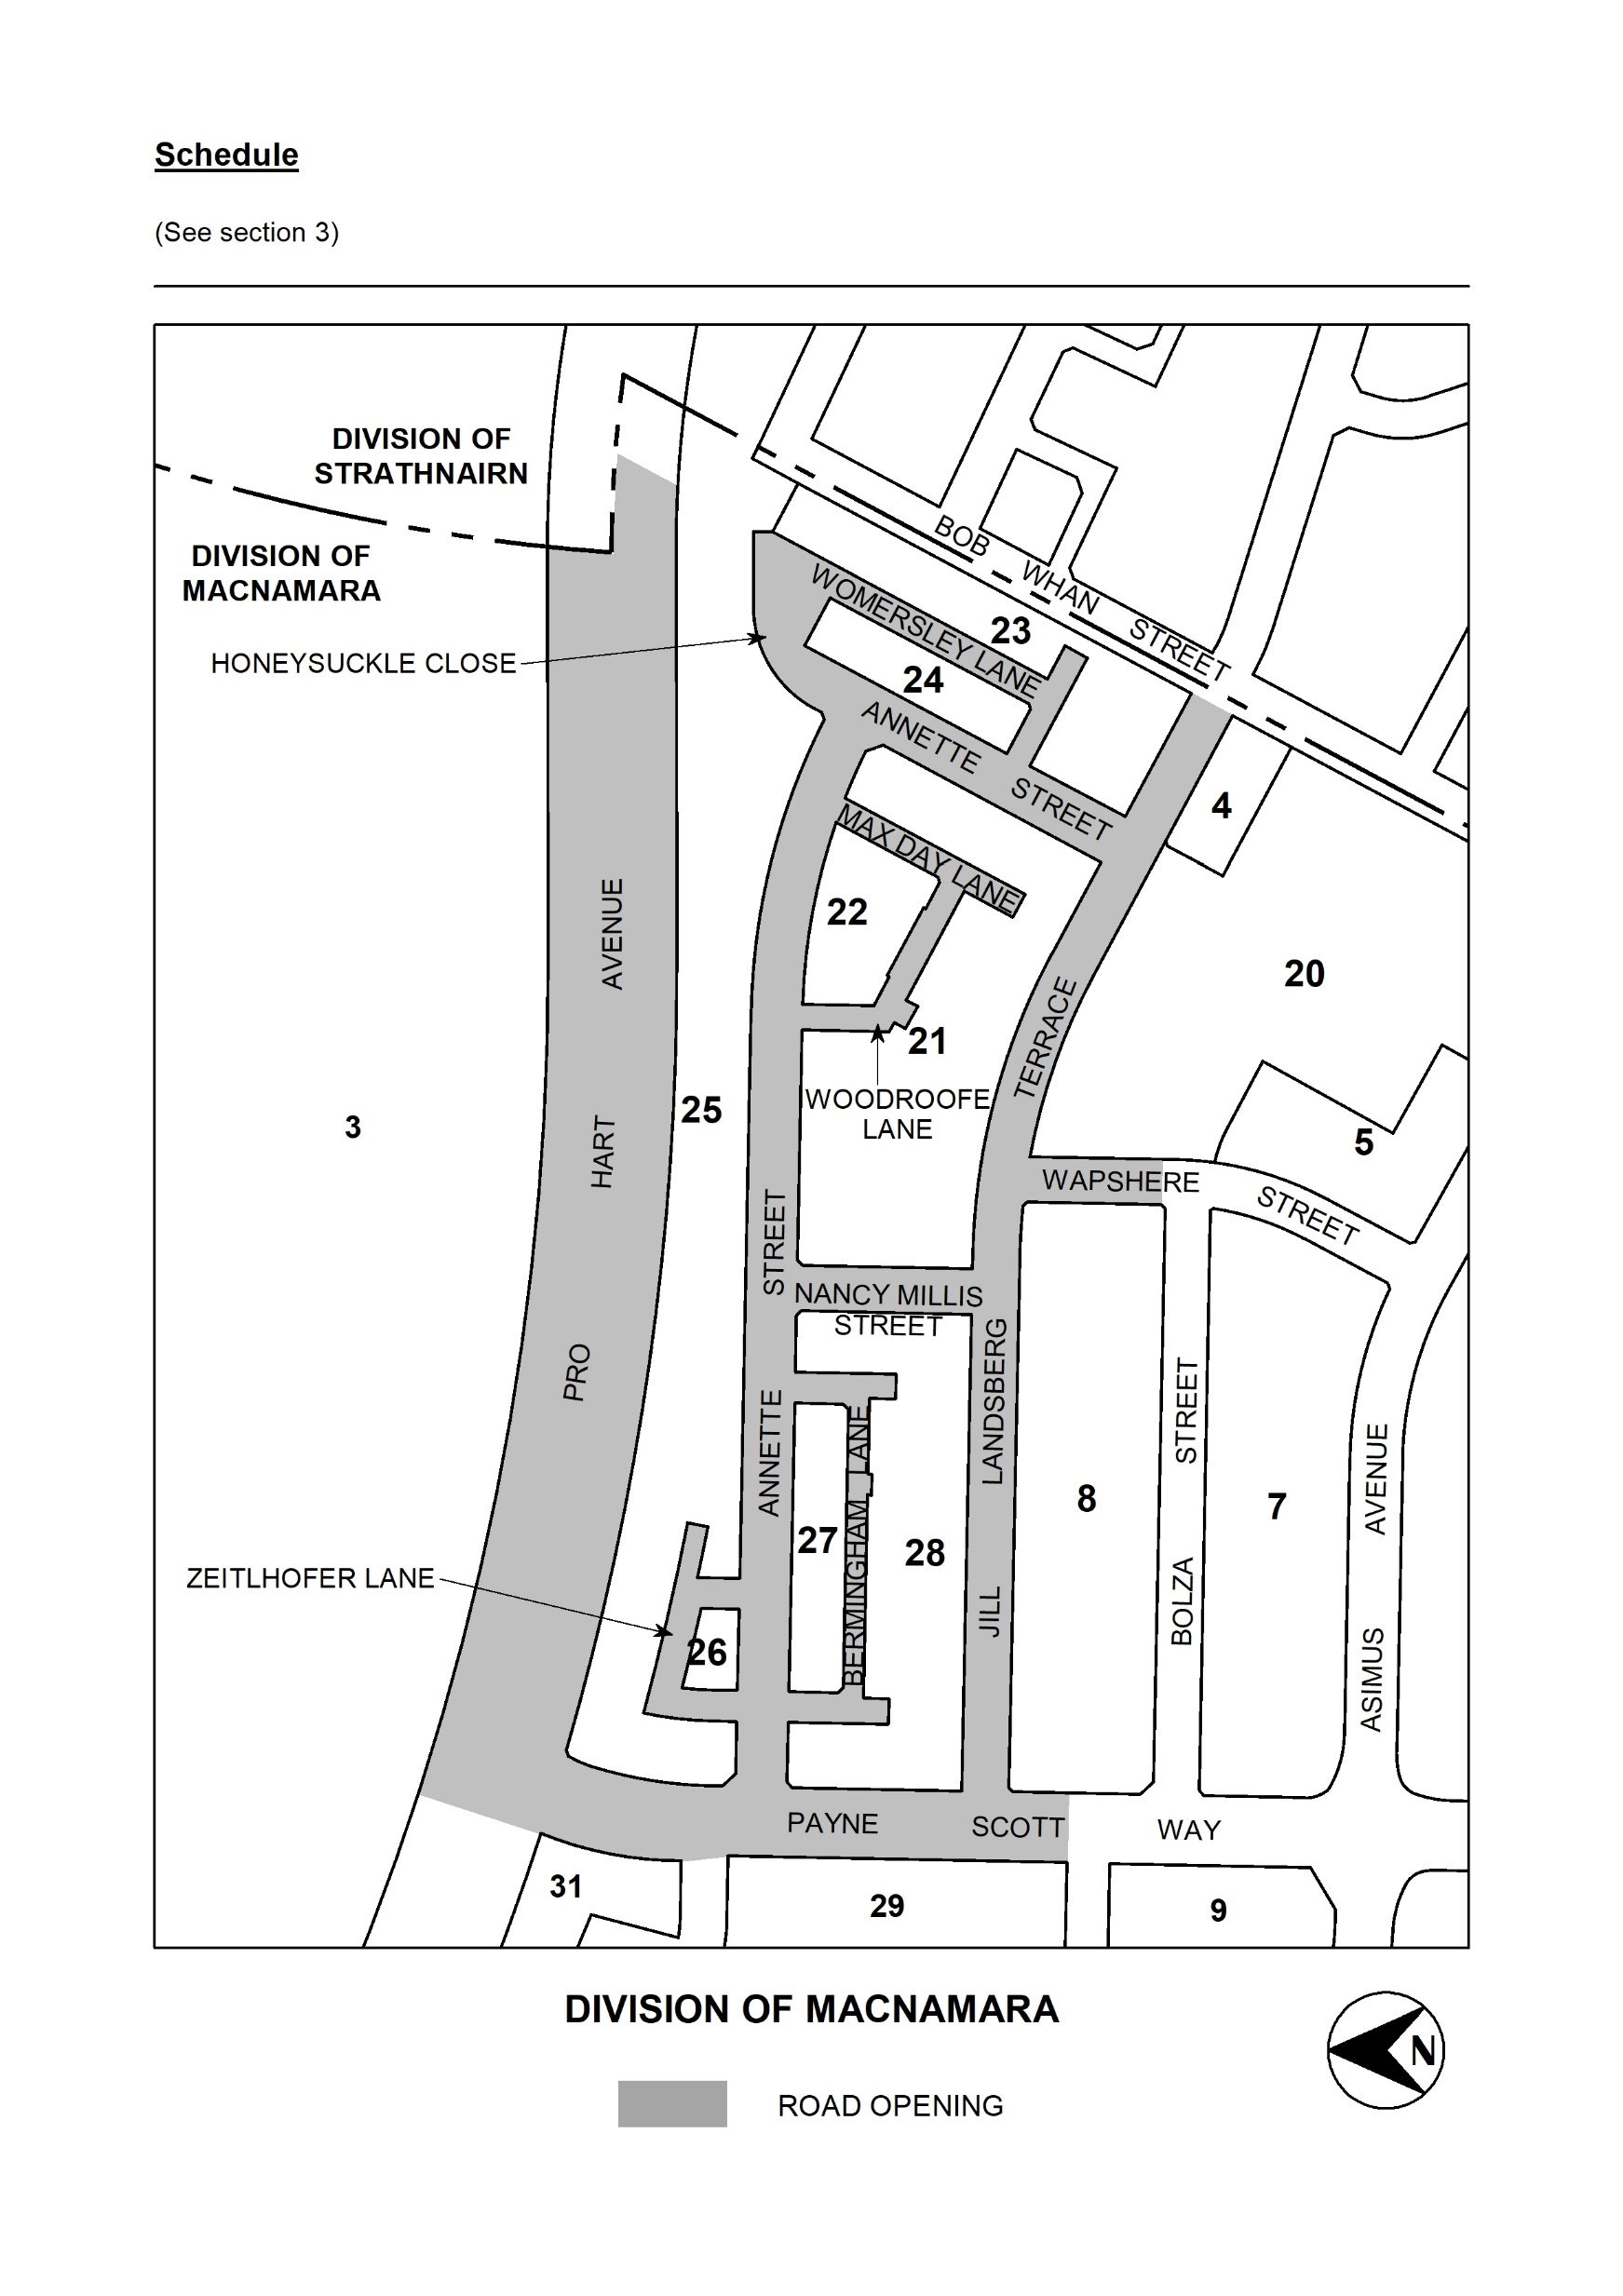 Schedule
(See section 3)
DIVISION OF
STRATHNAIRN
DIVISION OF
MACNAMARA
BOB WHAN STREET
WOMERSLEY LANE
23
HONEYSUCKLE CLOSE
24
ANNETTE STREET
4
MAX DAY LANE
22
20
21
WOODROOFE
LANE
TERRACE
25
3
5
WAPSHERE STREET
PRO HART AVENUE
NANCY MILLIS
STREET
ANNETTE STREET
JILL LANDSBERG
8
BOLZA STREET
7
ASIMUS AVENUE
27
BERMINGHAM LANE
28
ZEITLHOFER LANE
26
PAYNE SCOTT WAY
31
29
9
DIVISION OF MACNAMARA
N
ROAD OPENING